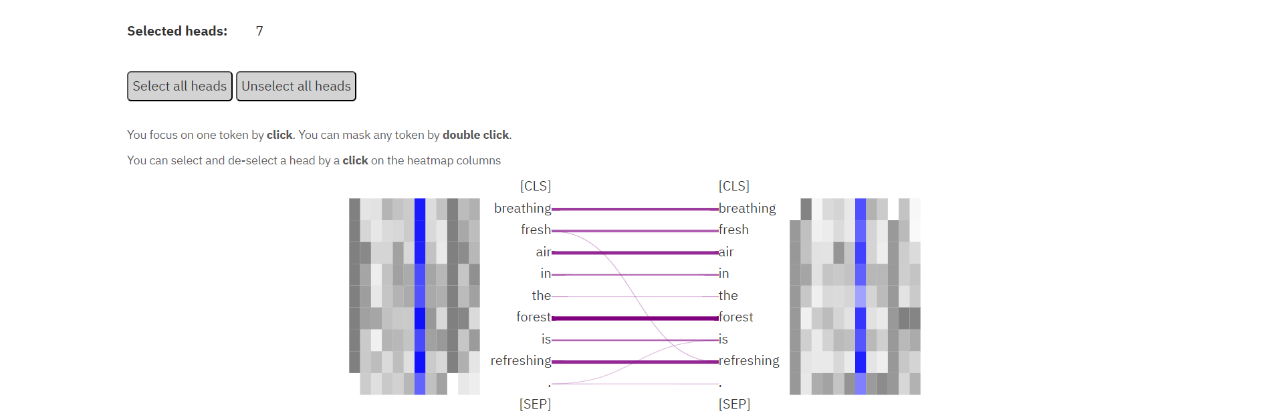 Selected heads: 7
Select all heads Unselect all heads
You focus on one token by click. You can mask any token by double click.
You can select and de-select a head by a click on the heatmap columns
[CLS] [CLS]
breathing breathing
fresh fresh
air air
in in
the the
forest forest
is is
refreshing refreshing
. .
[SEP] [SEP]